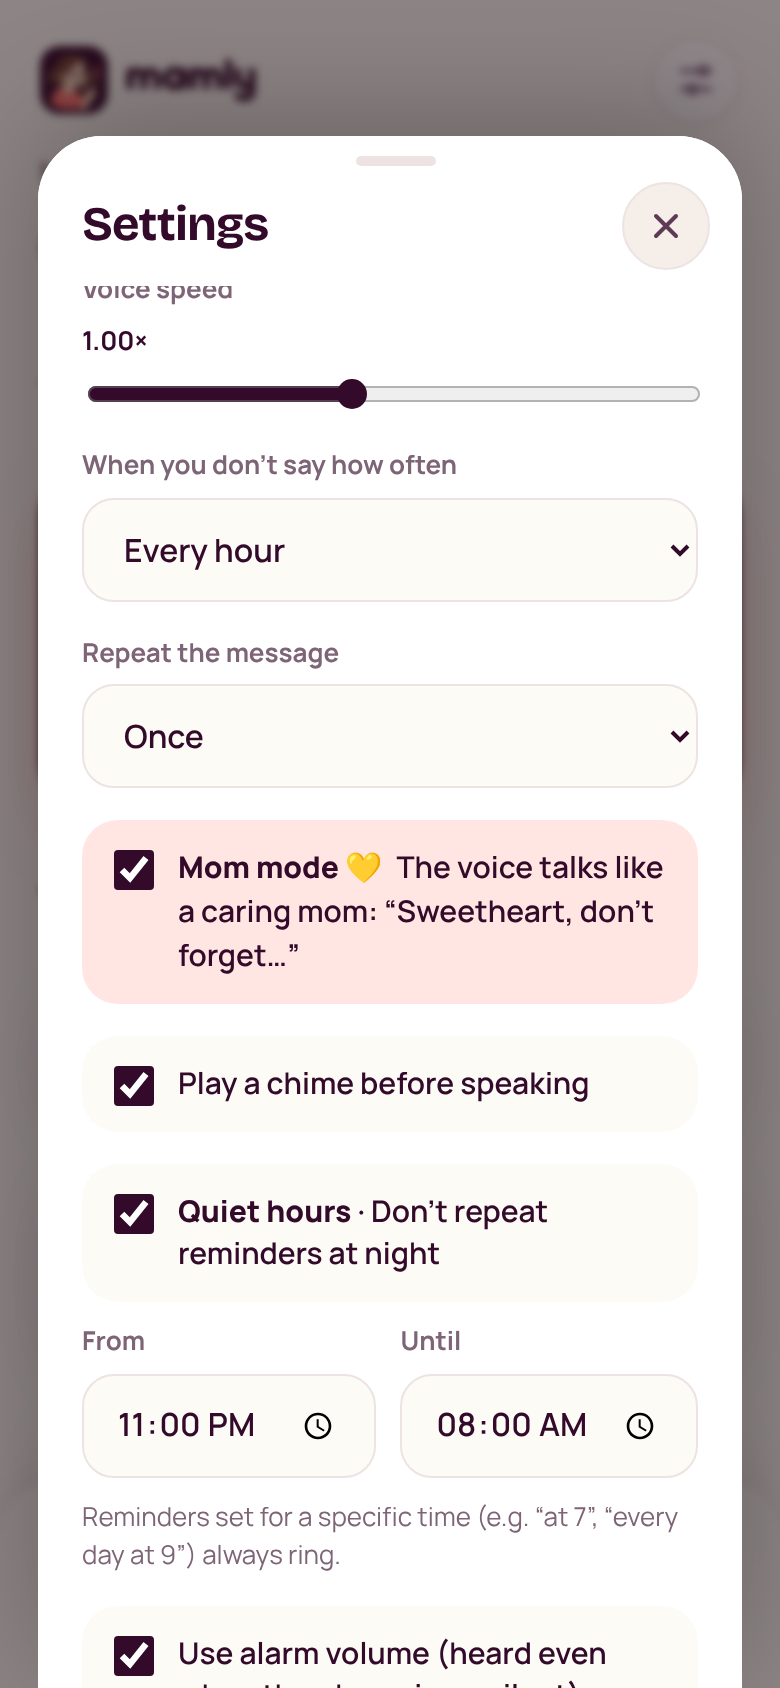 mamly
Settings
Voice speed
1.00×
When you don’t say how often
Every hour
Repeat the message
Once
Mom mode 💛 The voice talks like
a caring mom: “Sweetheart, don’t
forget…”
Play a chime before speaking
Quiet hours · Don’t repeat
reminders at night
From
Until
11:00 PM
08:00 AM
Reminders set for a specific time (e.g. “at 7”, “every
day at 9”) always ring.
Use alarm volume (heard even